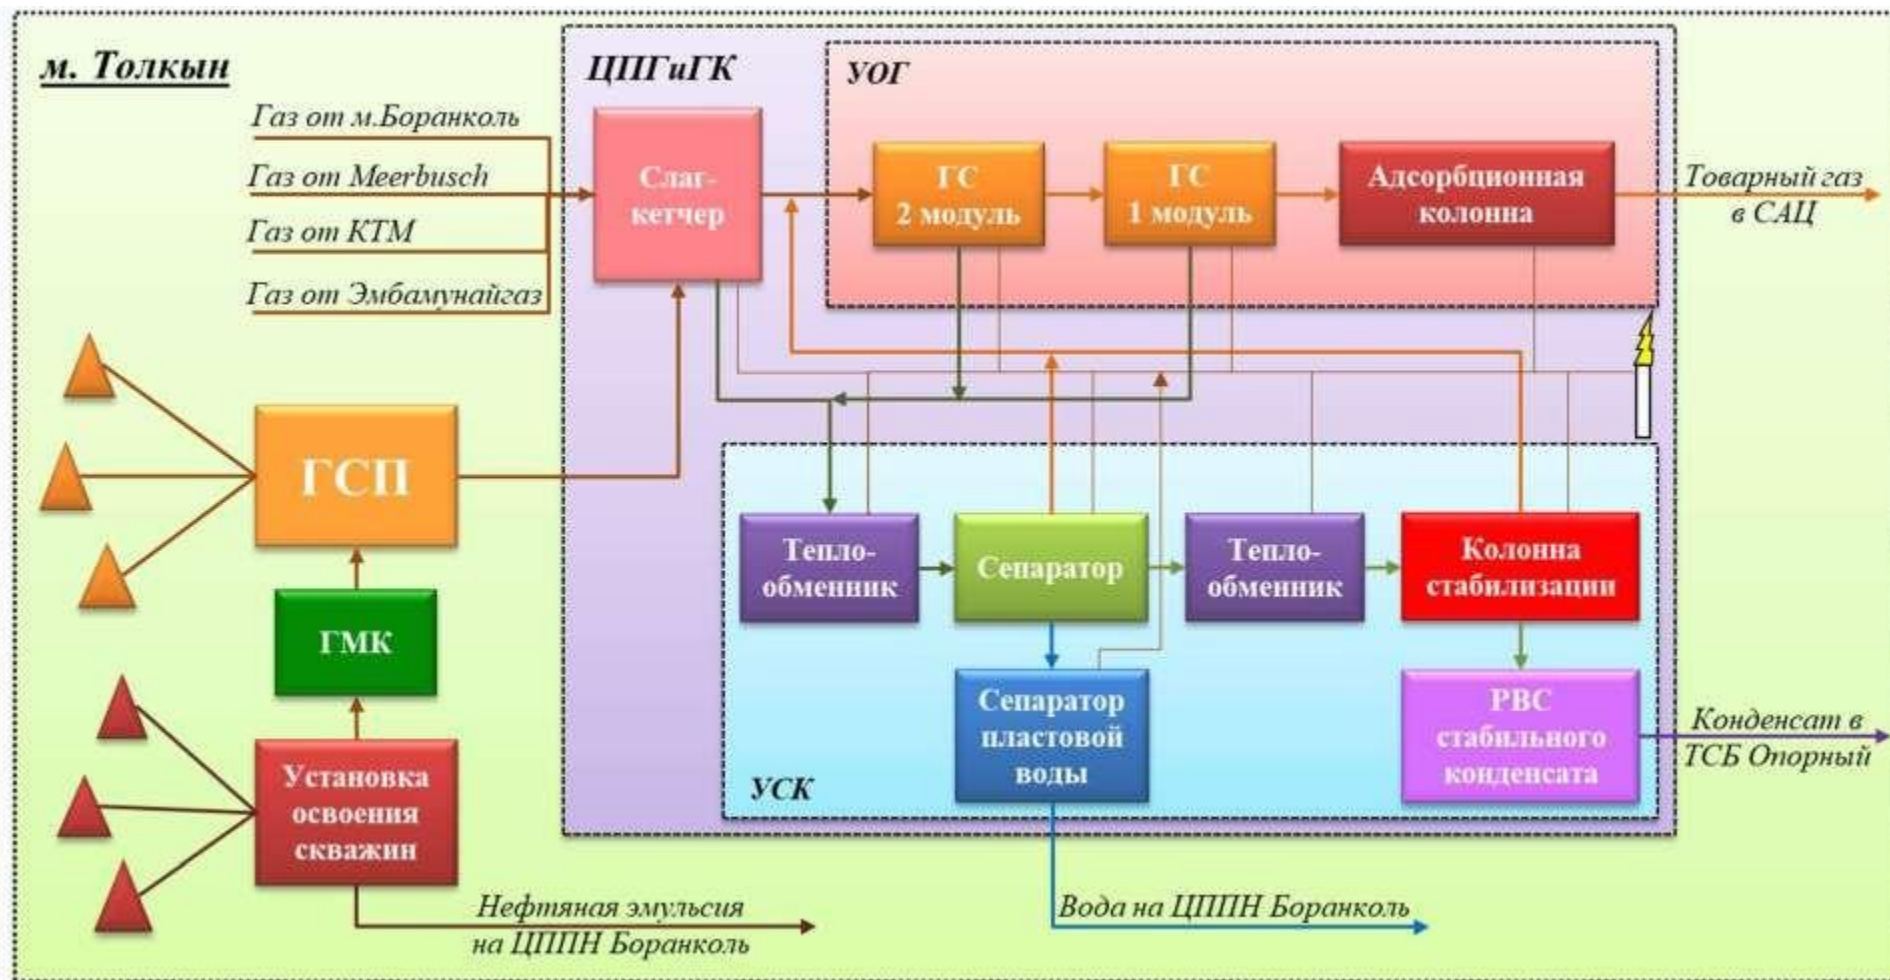 м. Толкын
ЦПГиГК
УОГ
Газ от м.Боранколь
Газ от Meerbusch
Газ от КТМ
Газ от Эмбамунайгаз
Слаг-
кетчер
ГС
2 модуль
ГС
1 модуль
Адсорбционная
колонна
Товарный газ
в САЦ
ГСП
ГМК
Установка
освоения
скважин
Нефтяная эмульсия
на ЦППН Боранколь
Тепло-
обменник
Сепаратор
Тепло-
обменник
Колонна
стабилизации
Сепаратор
пластовой
воды
РВС
стабильного
конденсата
УСК
Конденсат в
ТСБ Опорный
Вода на ЦППН Боранколь